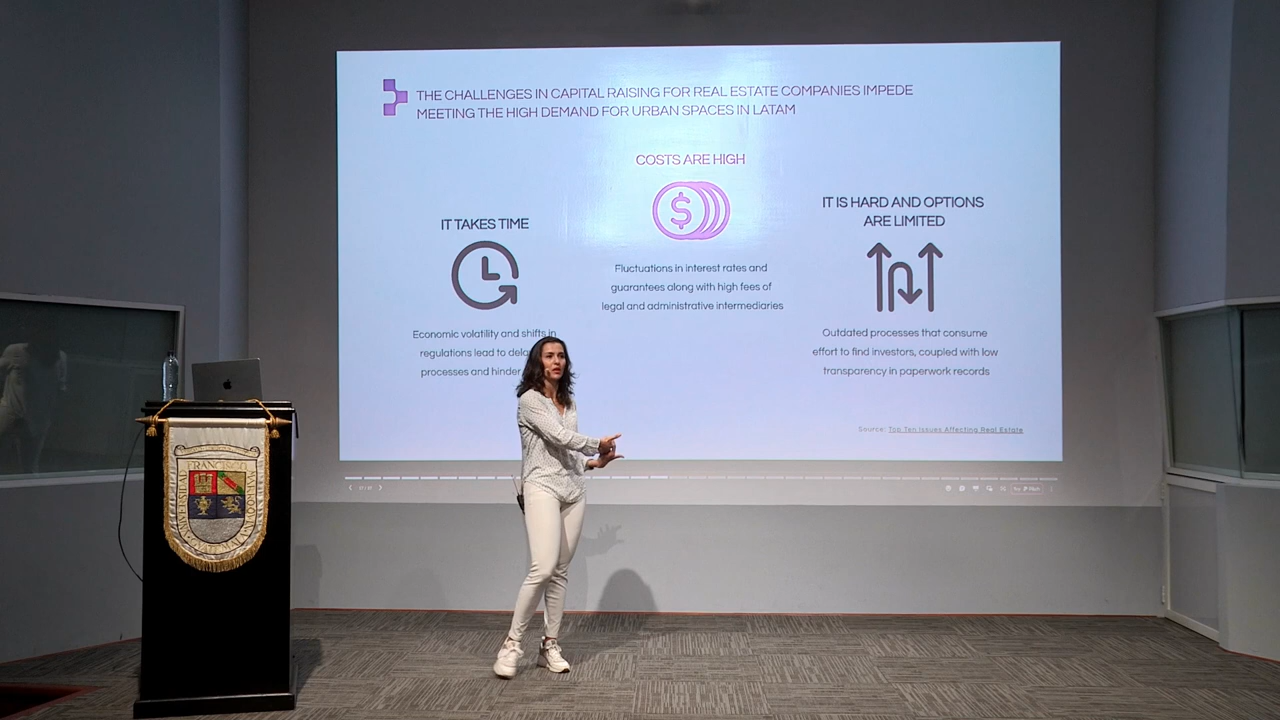 THE CHALLENGES IN CAPITAL RAISING FOR REAL ESTATE COMPANIES IMPEDE
MEETING THE HIGH DEMAND FOR URBAN SPACES IN LATAM
IT TAKES TIME
Economic volatility and shifts in
regulations lead to
processes and hinder
COSTS ARE HIGH
Fluctuations in interest rates and
guarantees along with high fees of
legal and administrative intermediaries
IT IS HARD AND OPTIONS
ARE LIMITED
Outdated processes that consume
effort to find investors, coupled with low
transparency in paperwork records
Source: Top Ten Issues Affecting Real Estate
FRANCISCO